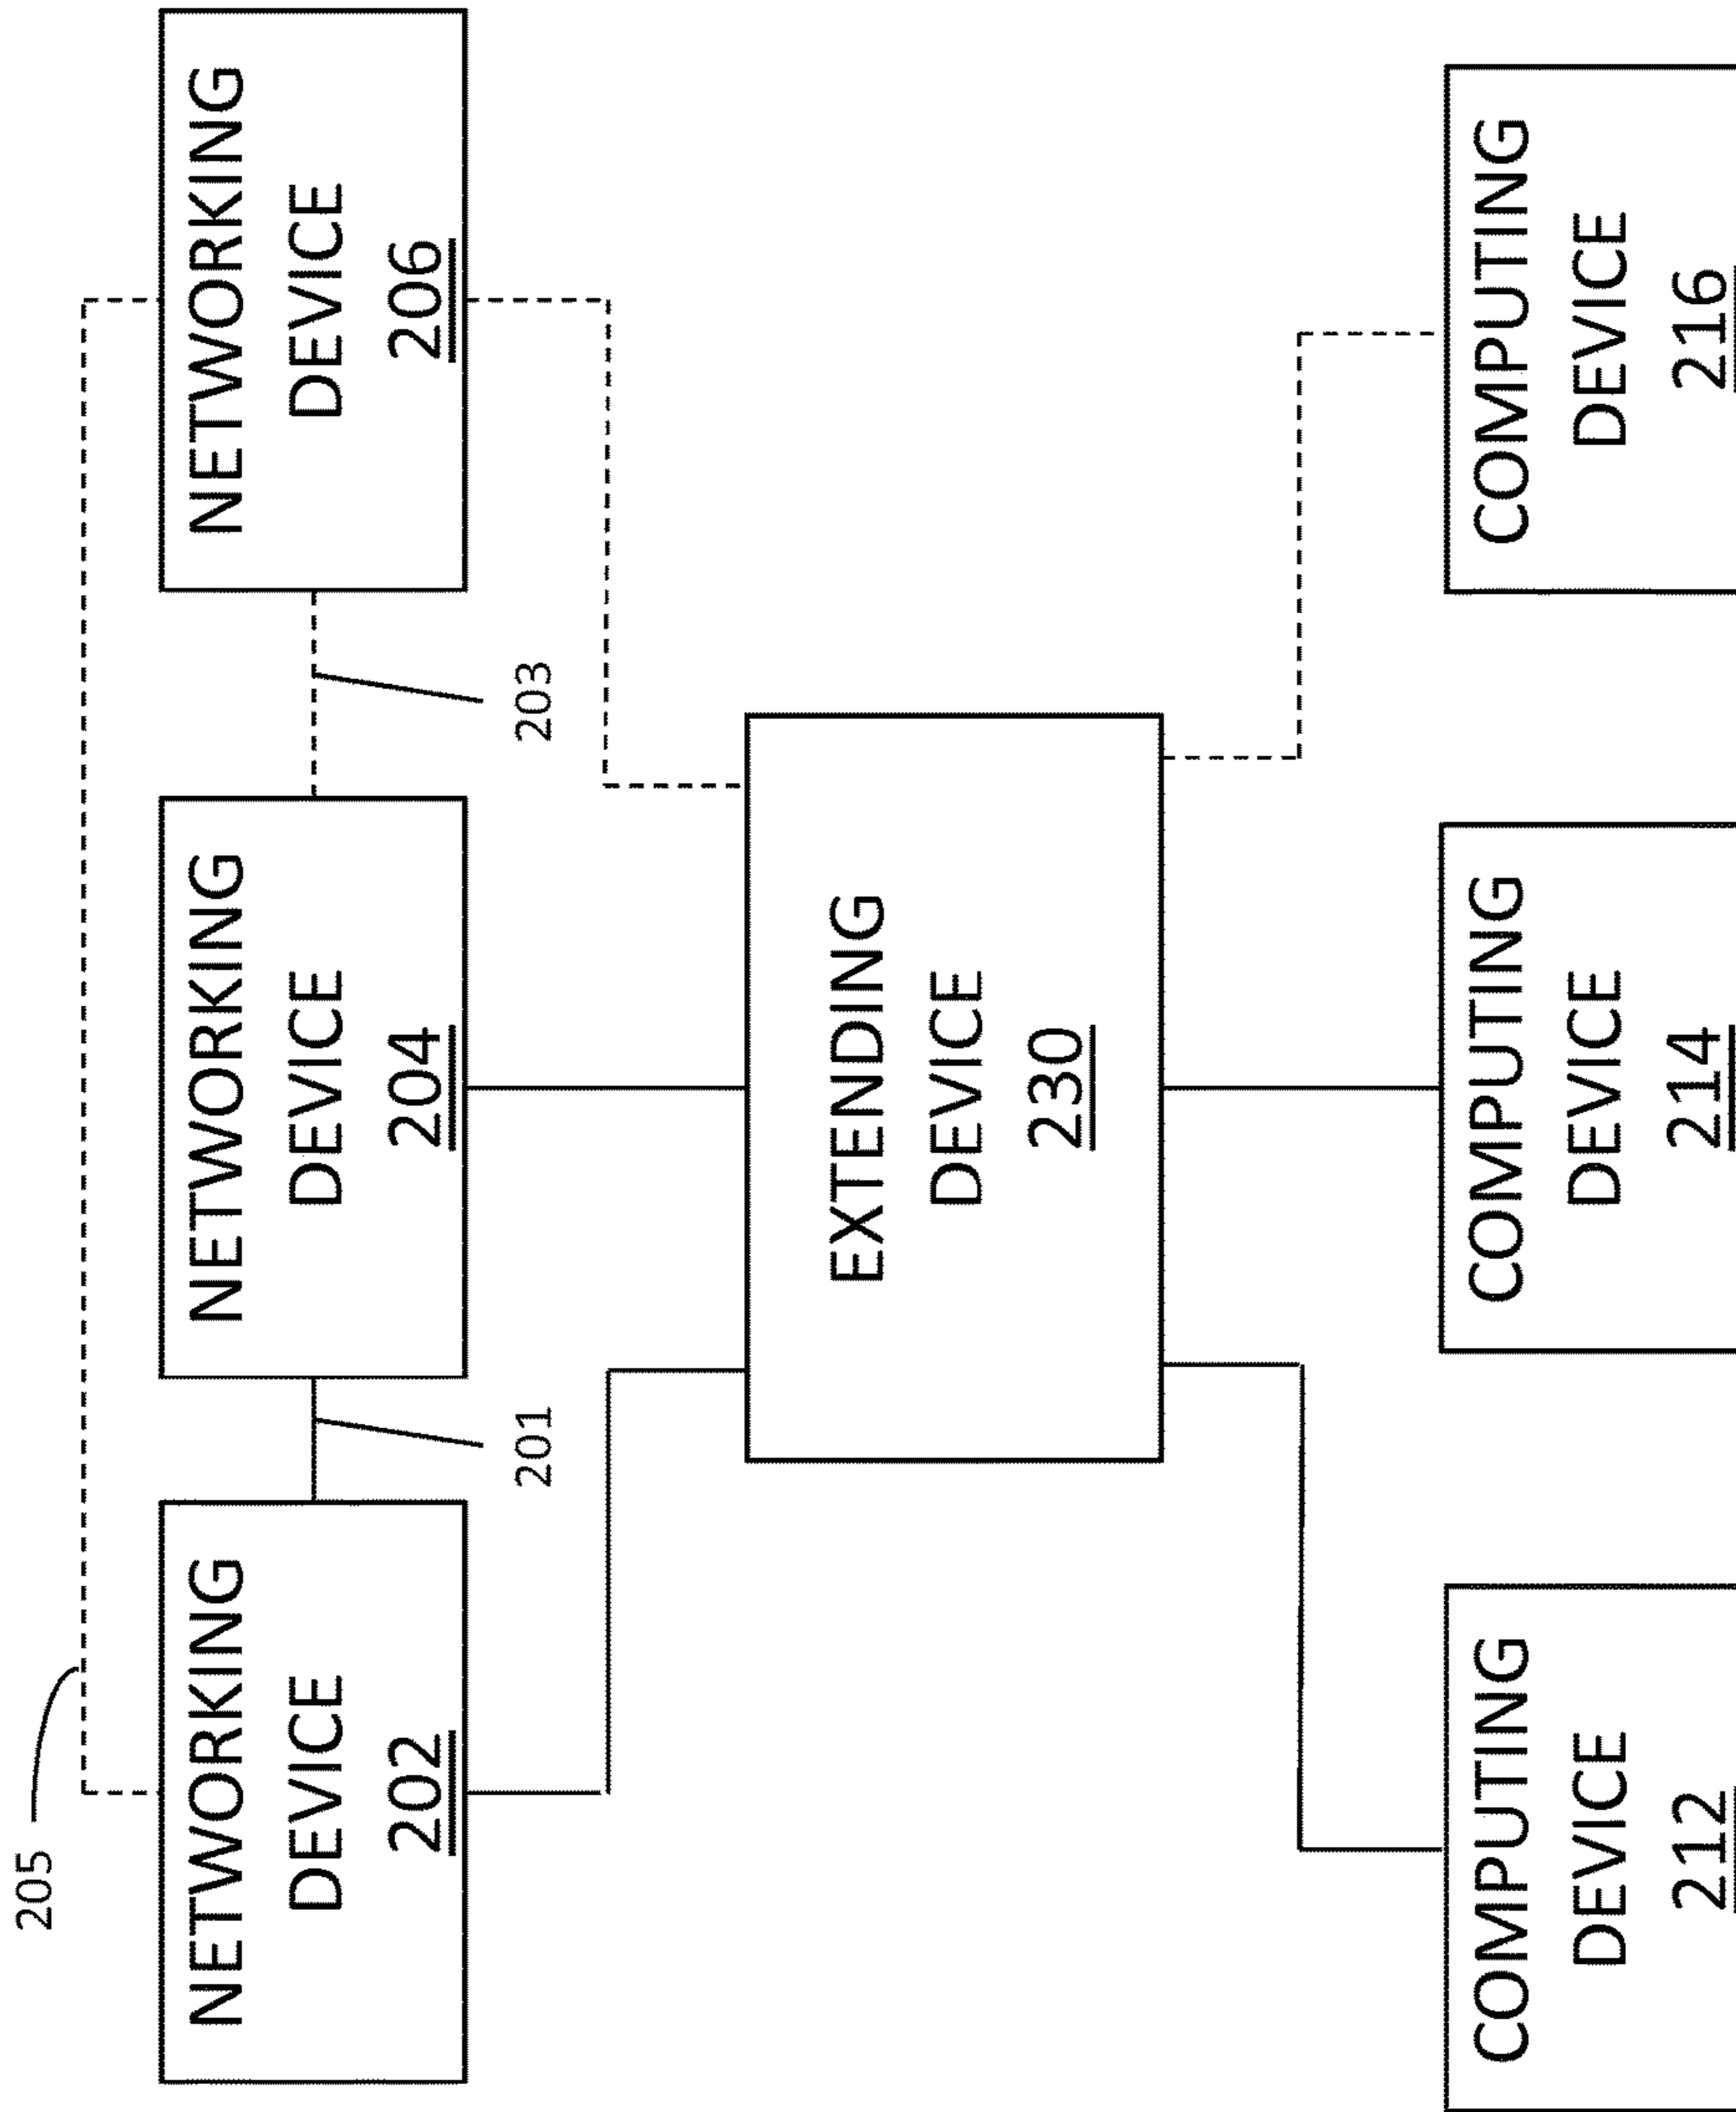 205
NETWORKING
DEVICE
202
201
NETWORKING
DEVICE
204
203
NETWORKING
DEVICE
206
EXTENDING
DEVICE
230
COMPUTING
DEVICE
212
COMPUTING
DEVICE
214
COMPUTING
DEVICE
216